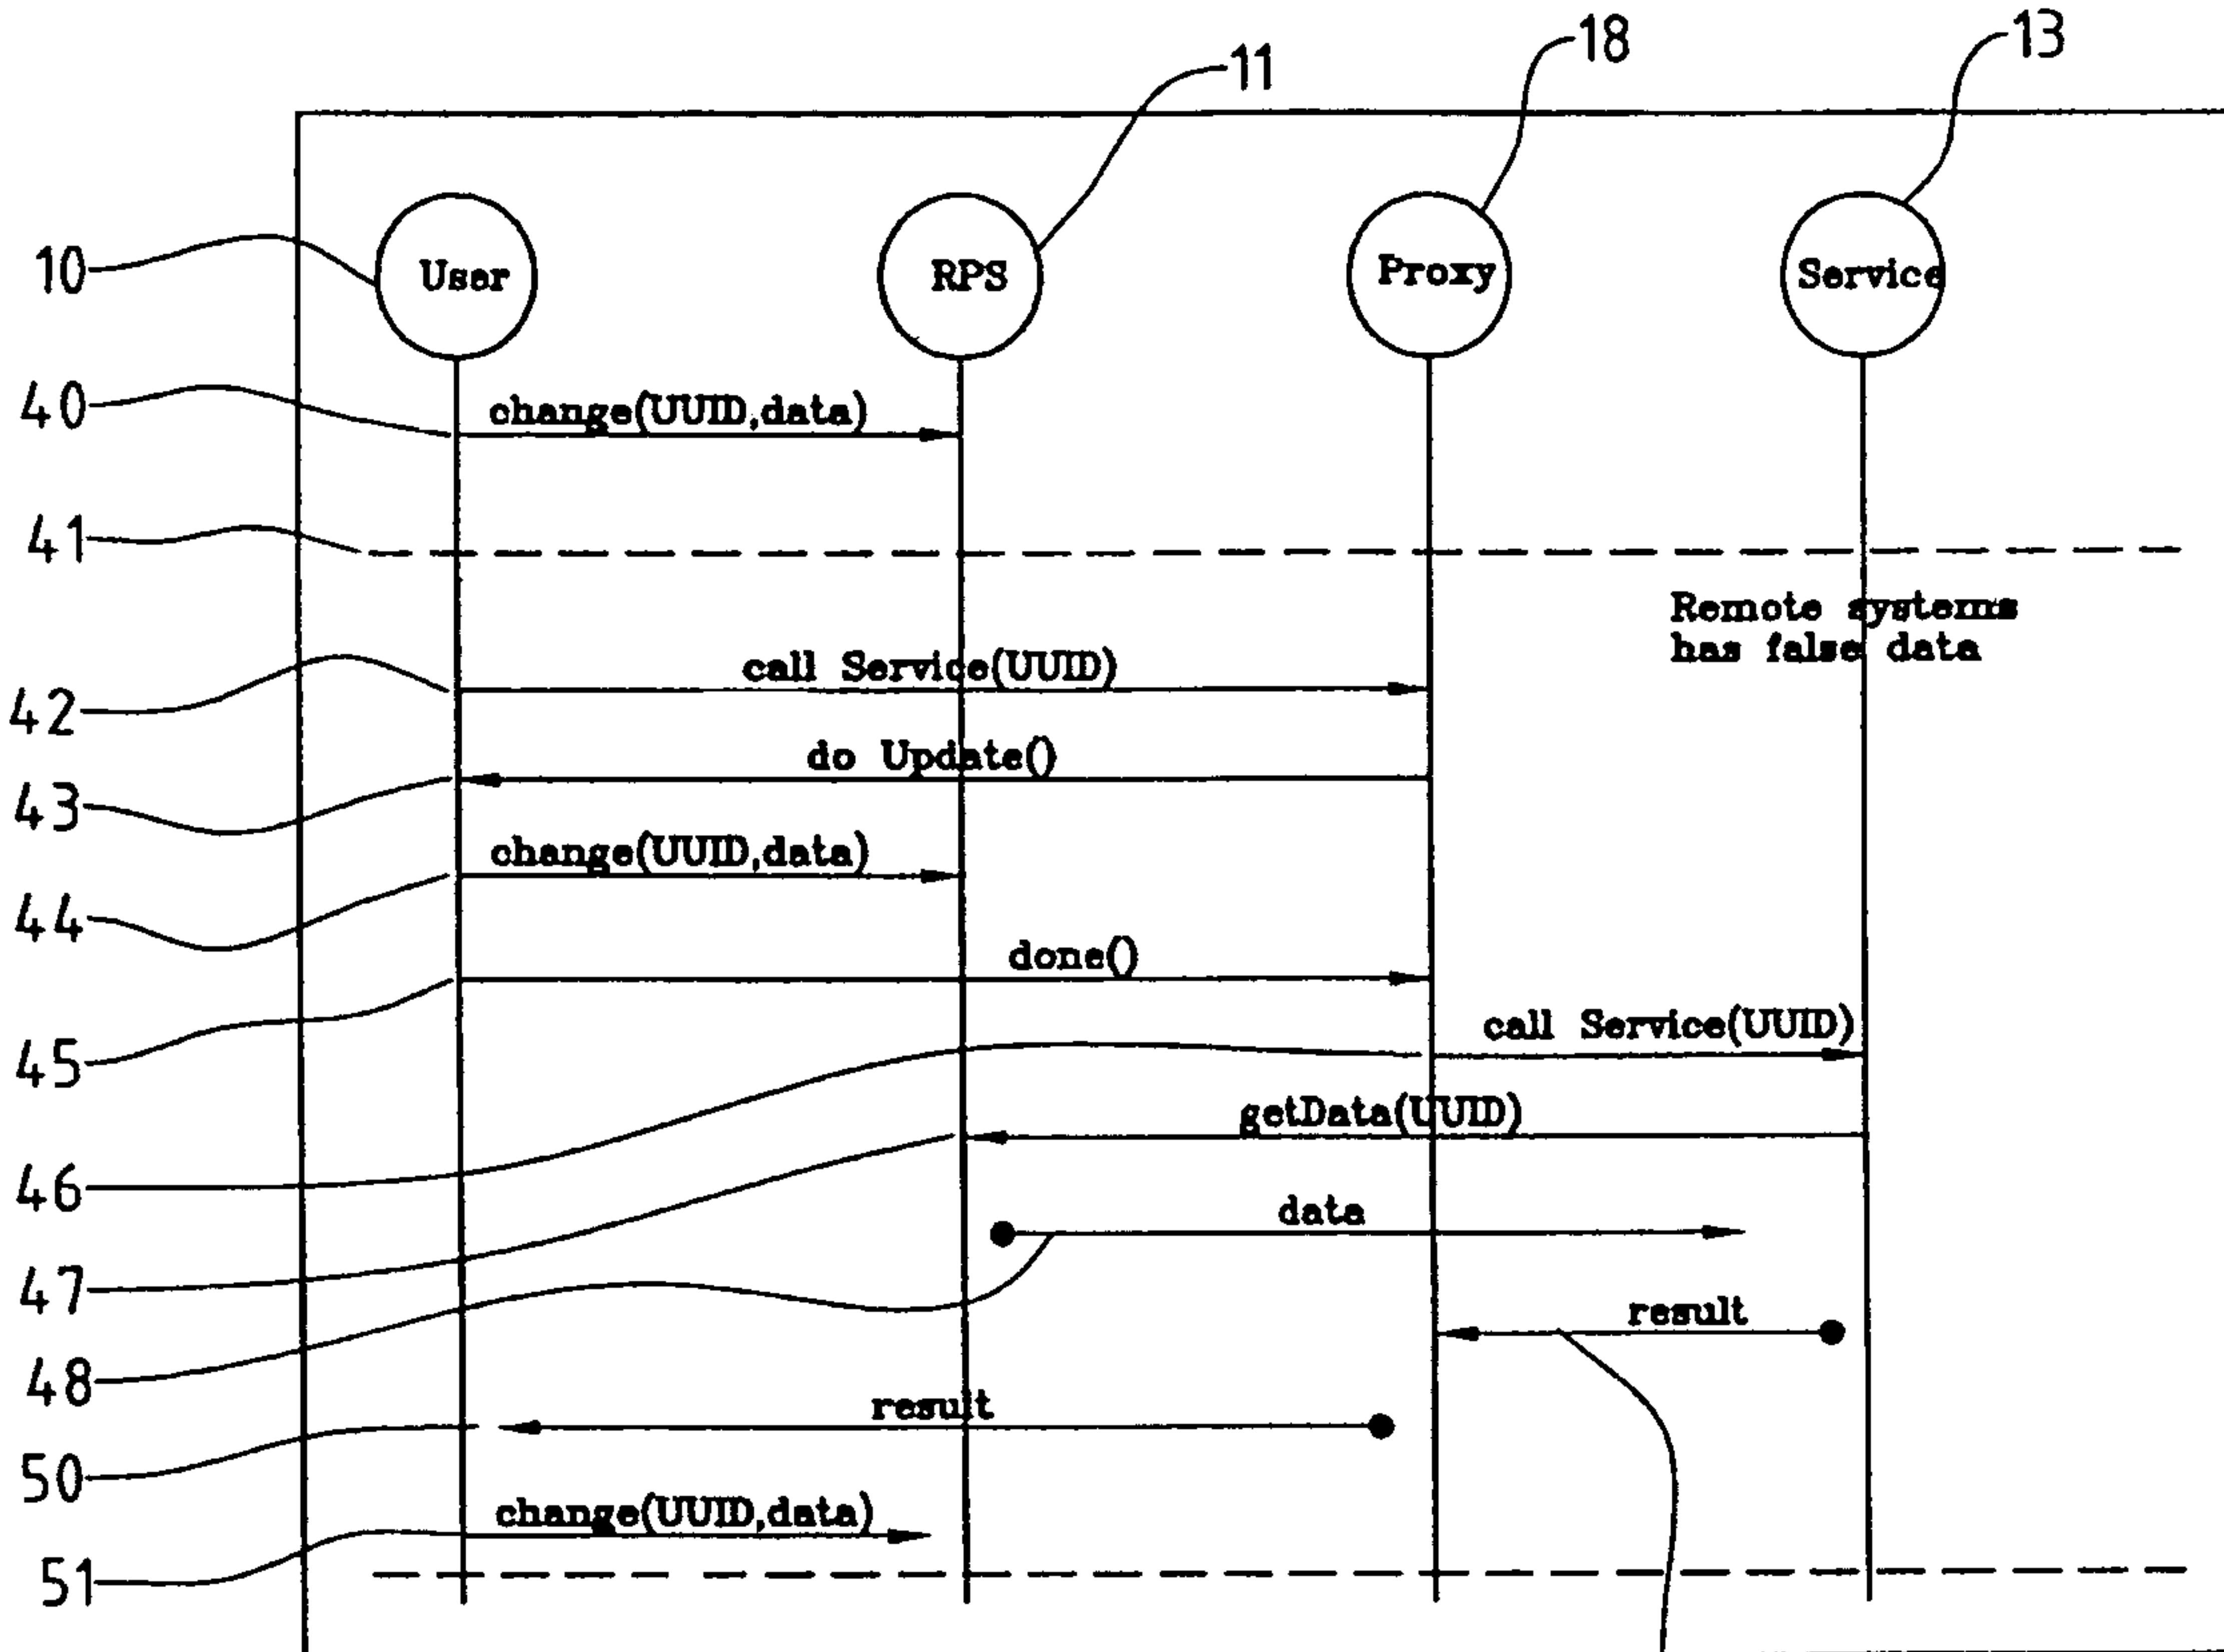 11
18
13
10
User
RPS
Proxy
Service
40
change(UUID,data)
41
Remote systems
has false data
42
call Service(UUID)
43
do Update()
44
change(UUID,data)
45
done()
46
call Service(UUID)
47
getData(UUID)
48
data
result
50
result
51
change(UUID,data)